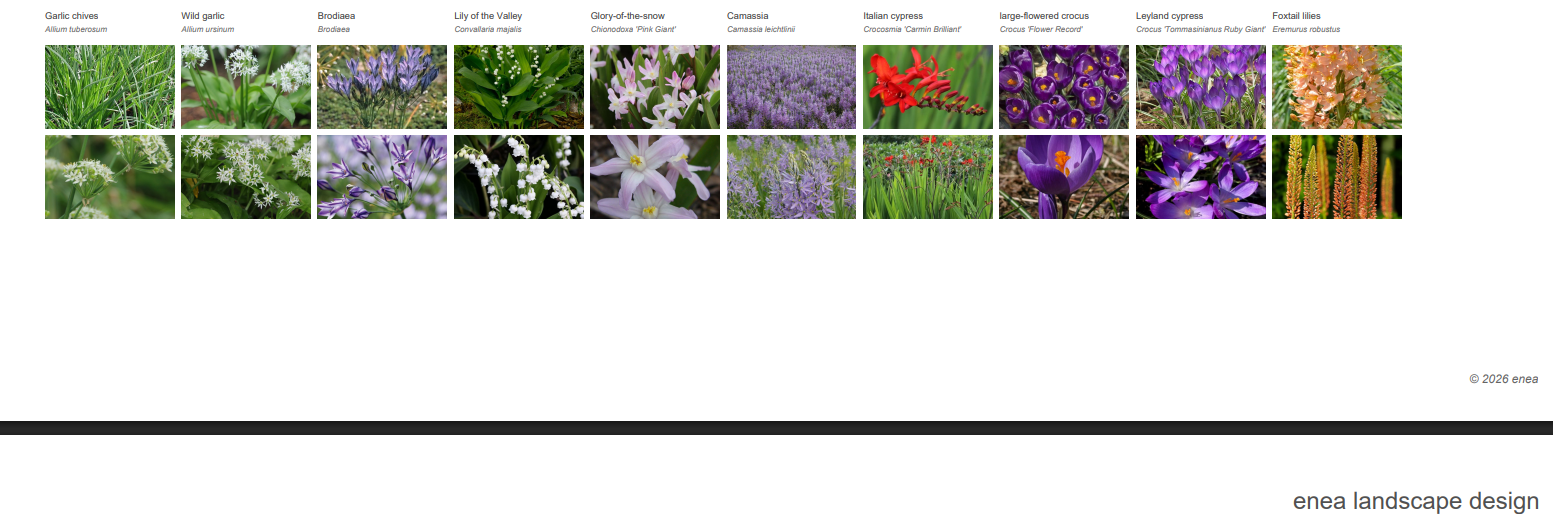 Garlic chives
Allium tuberosum
Wild garlic
Allium ursinum
Brodiaea
Brodiaea
Lily of the Valley
Convallaria majalis
Glory-of-the-snow
Chionodoxa 'Pink Giant'
Camassia
Camassia leichtlinii
Italian cypress
Crocosmia 'Carmin Brilliant'
large-flowered crocus
Crocus 'Flower Record'
Leyland cypress
Crocus 'Tommasinianus Ruby Giant'
Foxtail lilies
Eremurus robustus
© 2026 enea
enea landscape design